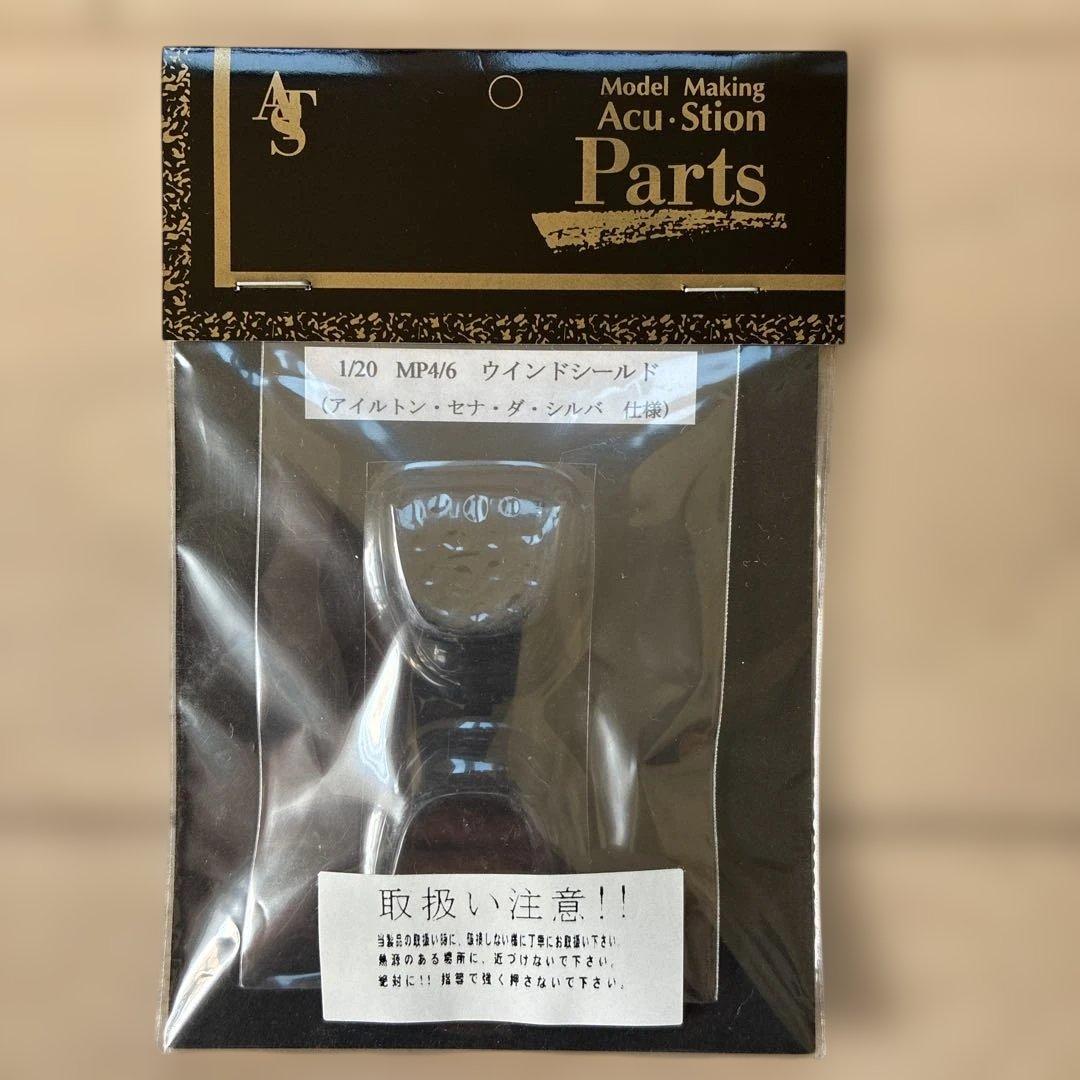 ATS
Model Making
Acu・Stion
Parts
1/20 MP4/6 ウインドシールド
(アイルトン・セナ・ダ・シルバ 仕様)
取扱い注意!!
当製品の取扱い時に、破損しない様に丁寧にお取扱い下さい。
熱源のある場所に、近づけないで下さい。
絶対に!! 指等で強く押さないで下さい。